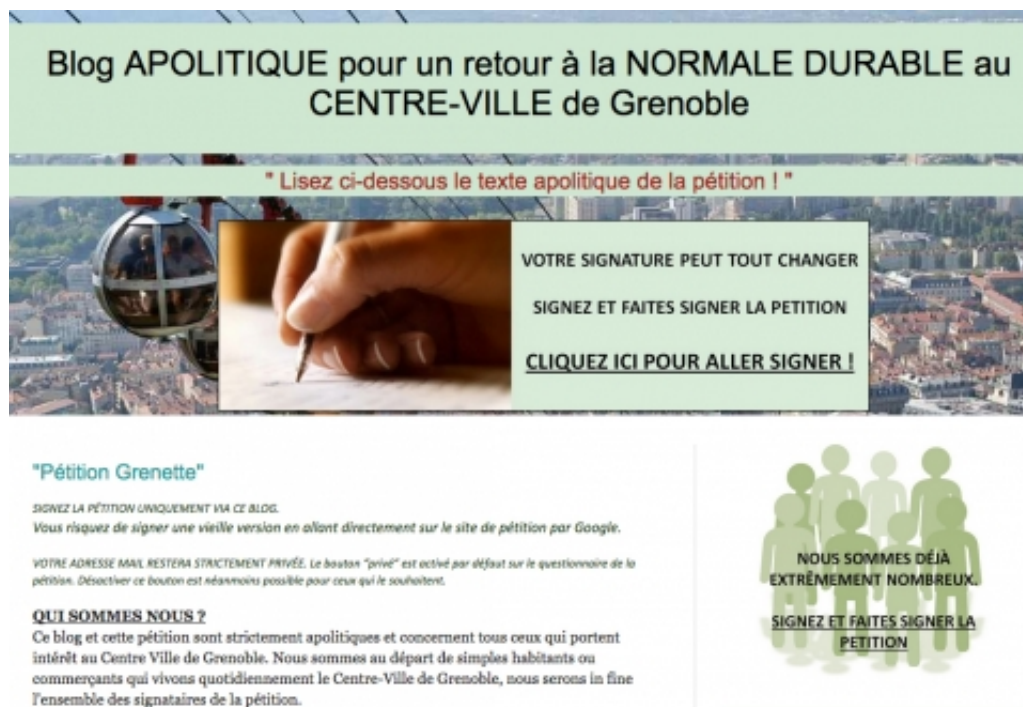 Blog APOLITIQUE pour un retour à la NORMALE DURABLE au
CENTRE-VILLE de Grenoble
" Lisez ci-dessous le texte apolitique de la pétition ! "
VOTRE SIGNATURE PEUT TOUT CHANGER
SIGNEZ ET FAITES SIGNER LA PETITION
CLIQUEZ ICI POUR ALLER SIGNER !
"Pétition Grenette"
SIGNEZ LA PÉTITION UNIQUEMENT VIA CE BLOG.
Vous risquez de signer une vieille version en allant directement sur le site de pétition par Google.
VOTRE ADRESSE MAIL RESTERA STRICTEMENT PRIVÉE. Le bouton "privé" est activé par défaut sur le questionnaire de la
pétition. Désactiver ce bouton est néanmoins possible pour ceux qui le souhaitent.
QUI SOMMES NOUS ?
Ce blog et cette pétition sont strictement apolitiques et concernent tous ceux qui portent
intérêt au Centre Ville de Grenoble. Nous sommes au départ de simples habitants ou
commerçants qui vivons quotidiennement le Centre-Ville de Grenoble, nous serons in fine
l'ensemble des signataires de la pétition.
NOUS SOMMES DÉJÀ
EXTRÊMEMENT NOMBREUX.
SIGNEZ ET FAITES SIGNER LA
PETITION